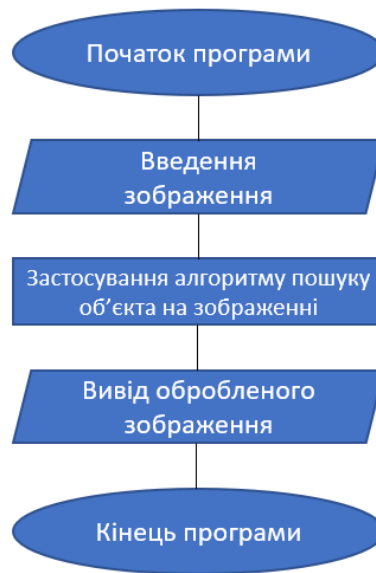 Початок програми
Введення
зображення
Застосування алгоритму пошуку
об’єкта на зображенні
Вивід обробленого
зображення
Кінець програми